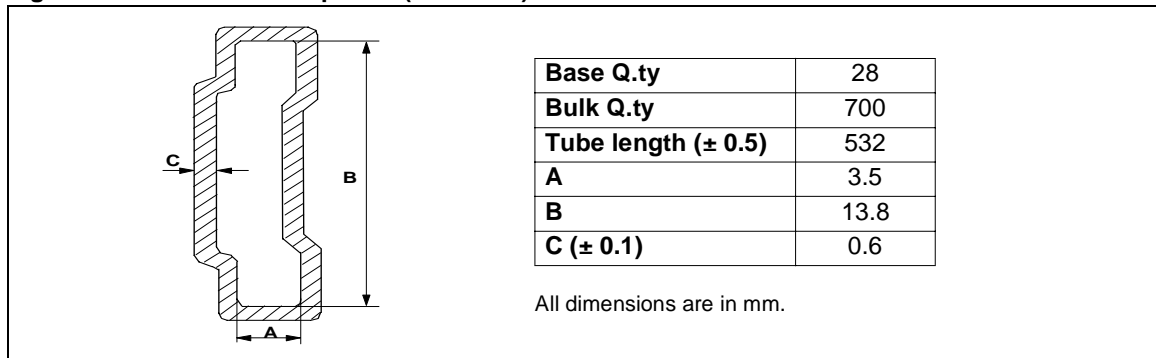 C
B
A
Base Q.ty 28
Bulk Q.ty 700
Tube length (± 0.5) 532
A 3.5
B 13.8
C (± 0.1) 0.6
All dimensions are in mm.